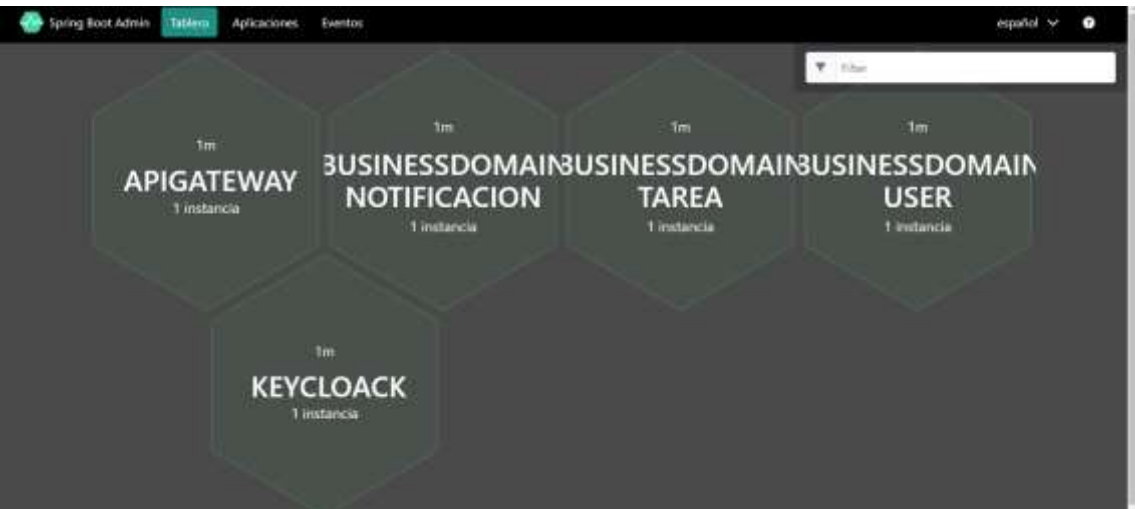 Spring Boot Admin Tablero Aplicaciones Eventos español
Filter
1m
APIGATEWAY
1 instancia
1m
BUSINESSDOMAIN
NOTIFICACION
1 instancia
1m
BUSINESSDOMAIN
TAREA
1 instancia
1m
BUSINESSDOMAIN
USER
1 instancia
1m
KEYCLOACK
1 instancia